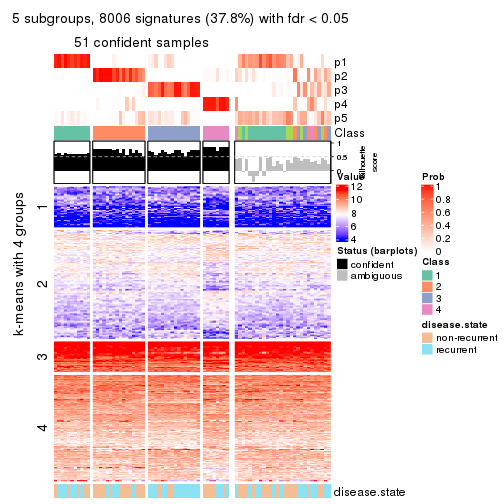 5 subgroups, 8006 signatures (37.8%) with fdr < 0.05
51 confident samples
p1
p2
p3
p4
p5
Class
1
0.5
0
Silhouette
score
k-means with 4 groups
1
2
3
4
Value
12
10
8
6
4
Status (barplots)
confident
ambiguous
Prob
1
0.8
0.6
0.4
0.2
0
Class
1
2
3
4
disease.state
non-recurrent
recurrent
disease.state